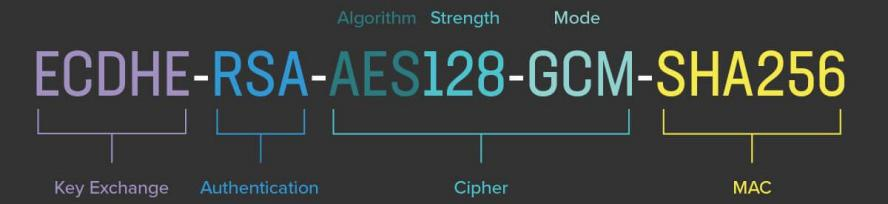 Algorithm Strength Mode
ECDHE-RSA-AES128-GCM-SHA256
Key Exchange Authentication Cipher MAC